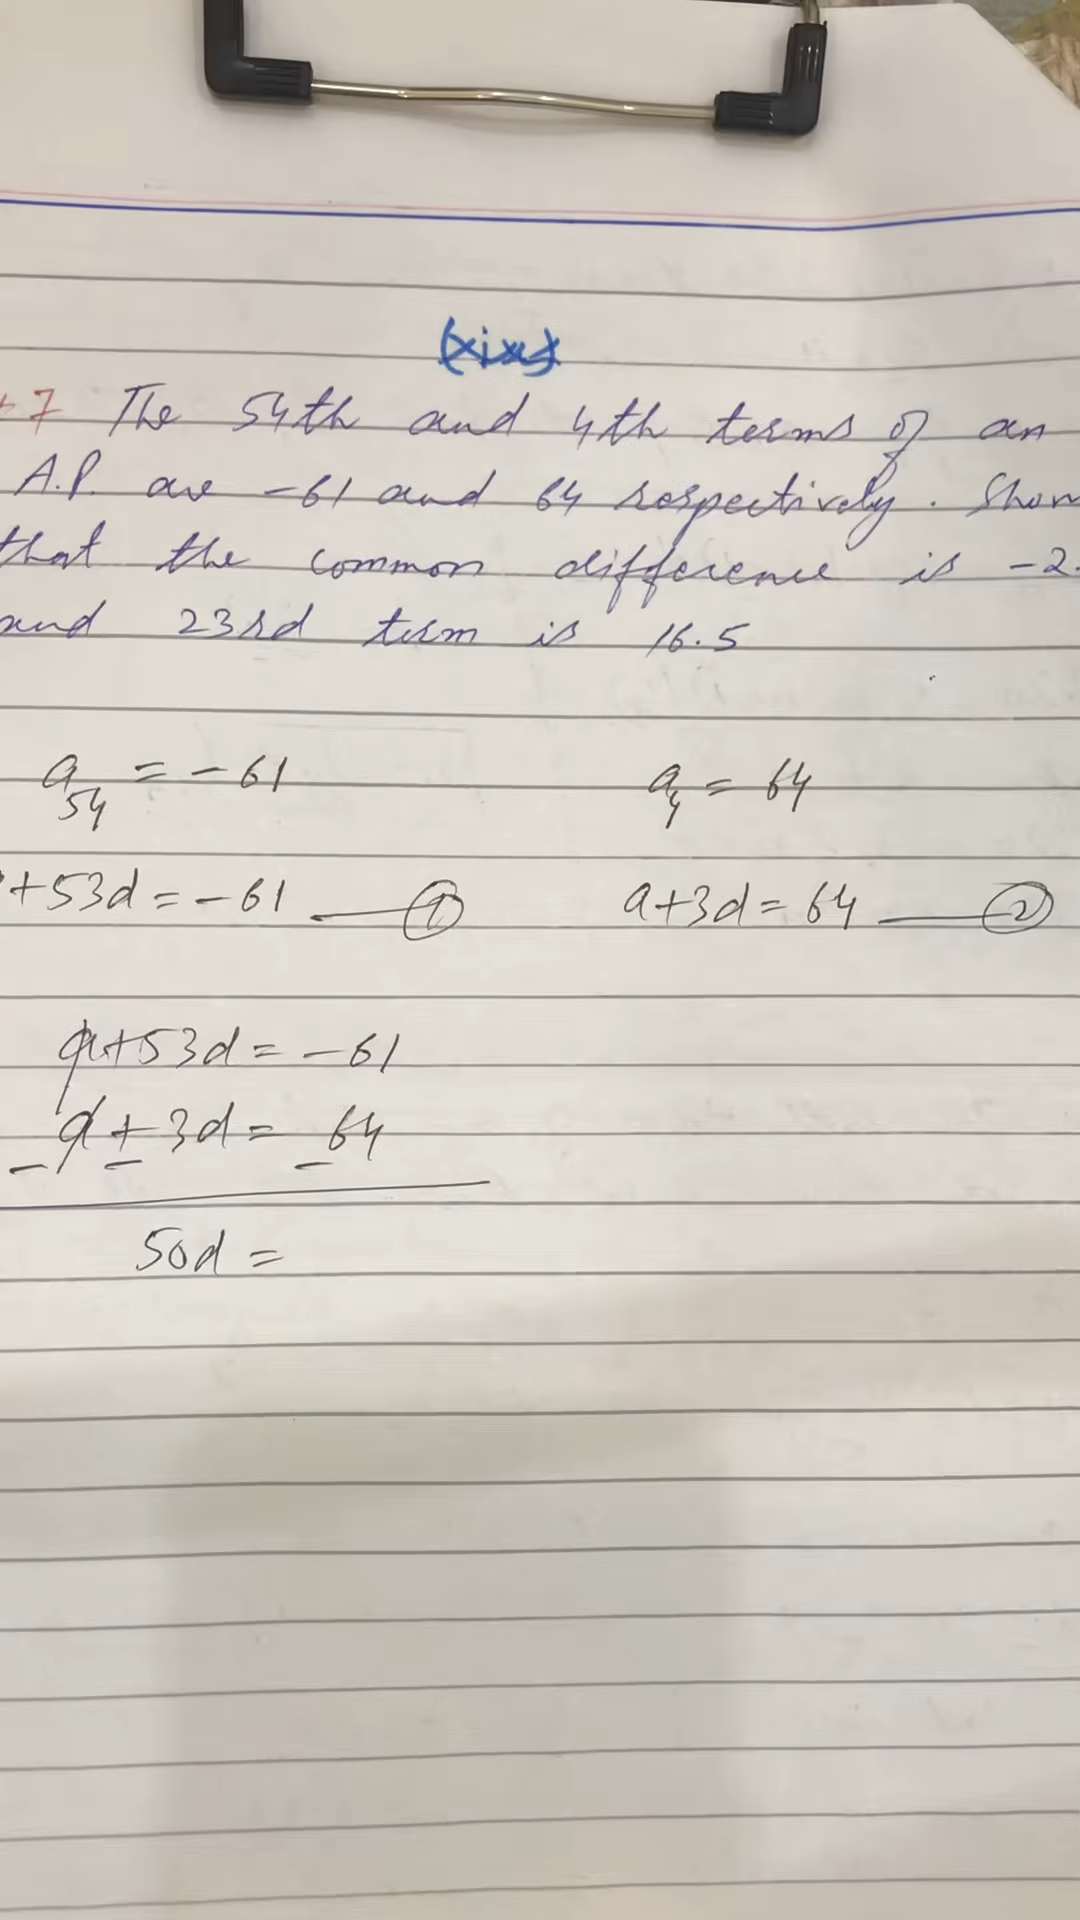 7 The 54th and 4th terms of an
A.P. are -61 and 64 respectively. Show
that the common difference is -2.
and 23rd term is 16.5
a₅₄ = -61 a₄ = 64
+53d = -61 —— ① a+3d = 64 —— ②
a+53d = -61
a + 3d = 64
- - -
50d =